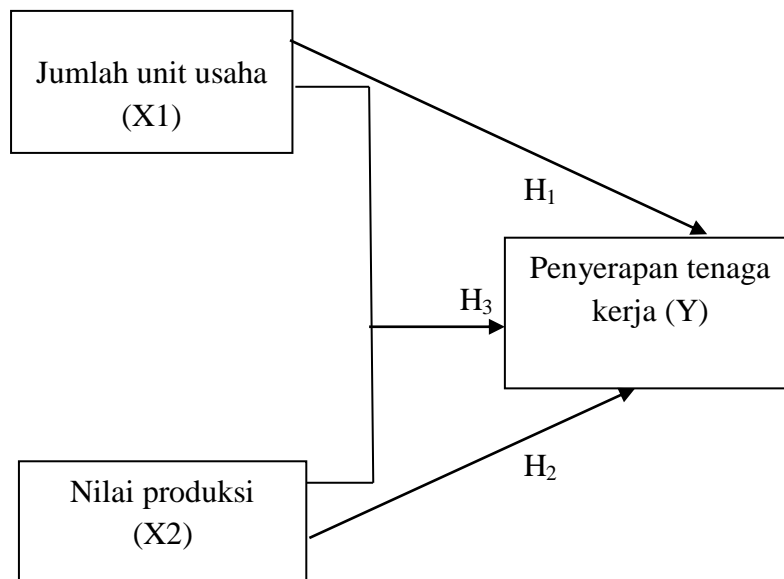 Jumlah unit usaha
(X1)
H₁
Penyerapan tenaga
kerja (Y)
H₃
H₂
Nilai produksi
(X2)